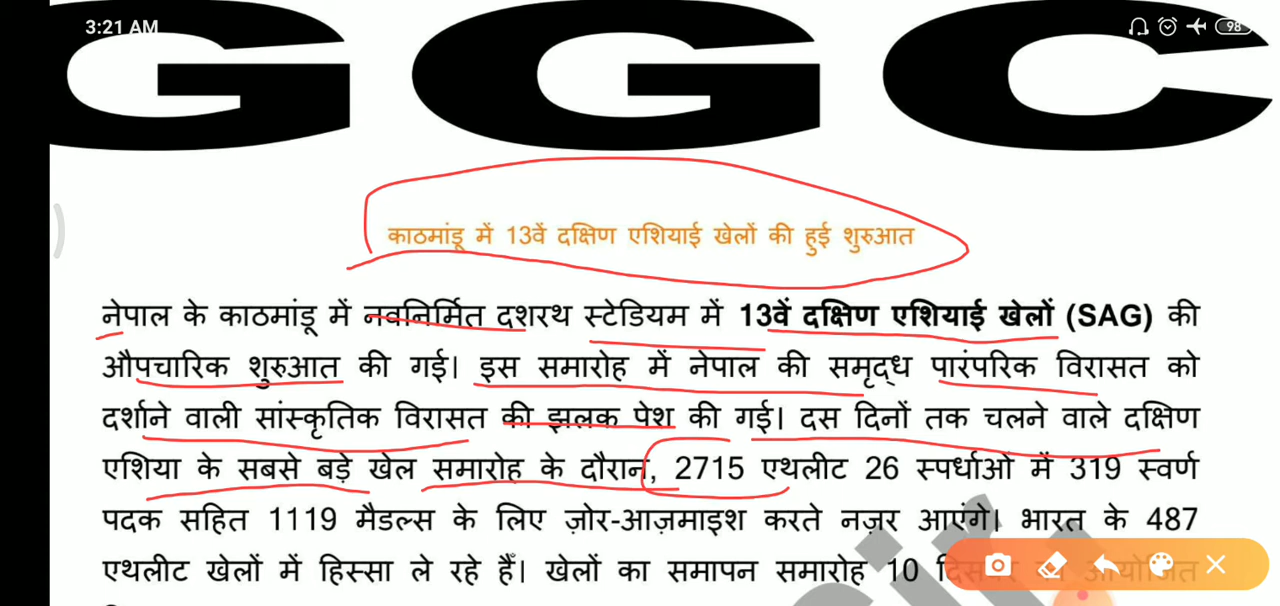 3:21 AM
98
GGC
काठमांडू में 13वें दक्षिण एशियाई खेलों की हुई शुरुआत
नेपाल के काठमांडू में नवनिर्मित दशरथ स्टेडियम में 13वें दक्षिण एशियाई खेलों (SAG) की
औपचारिक शुरुआत की गई। इस समारोह में नेपाल की समृद्ध पारंपरिक विरासत को
दर्शाने वाली सांस्कृतिक विरासत की झलक पेश की गई। दस दिनों तक चलने वाले दक्षिण
एशिया के सबसे बड़े खेल समारोह के दौरान, 2715 एथलीट 26 स्पर्धाओं में 319 स्वर्ण
पदक सहित 1119 मैडल्स के लिए ज़ोर-आज़माइश करते नज़र आएंगे। भारत के 487
एथलीट खेलों में हिस्सा ले रहे हैं। खेलों का समापन समारोह 10 आयोजित